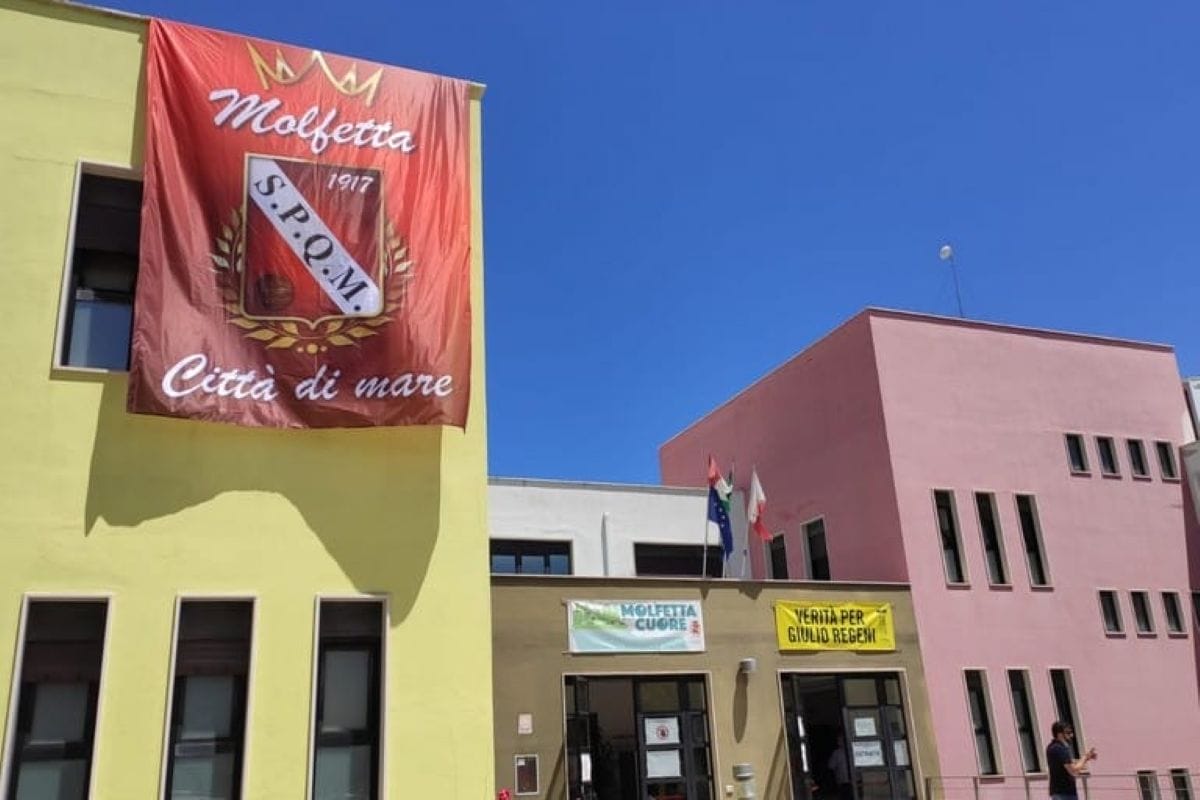 Molfetta
1917
S.P.Q.M.
Città di mare
MOLFETTA
CUORE
VERITÀ PER
GIULIO REGENI